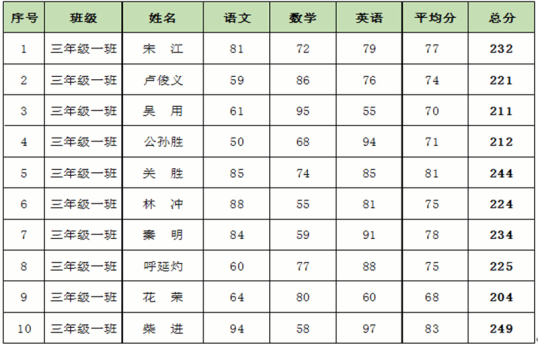 序号 班级 姓名 语文 数学 英语 平均分 总分
1 三年级一班 宋 江 81 72 79 77 232
2 三年级一班 卢俊义 59 86 76 74 221
3 三年级一班 吴 用 61 95 55 70 211
4 三年级一班 公孙胜 50 68 94 71 212
5 三年级一班 关 胜 85 74 85 81 244
6 三年级一班 林 冲 88 55 81 75 224
7 三年级一班 秦 明 84 59 91 78 234
8 三年级一班 呼延灼 60 77 88 75 225
9 三年级一班 花 荣 64 80 60 68 204
10 三年级一班 柴 进 94 58 97 83 249